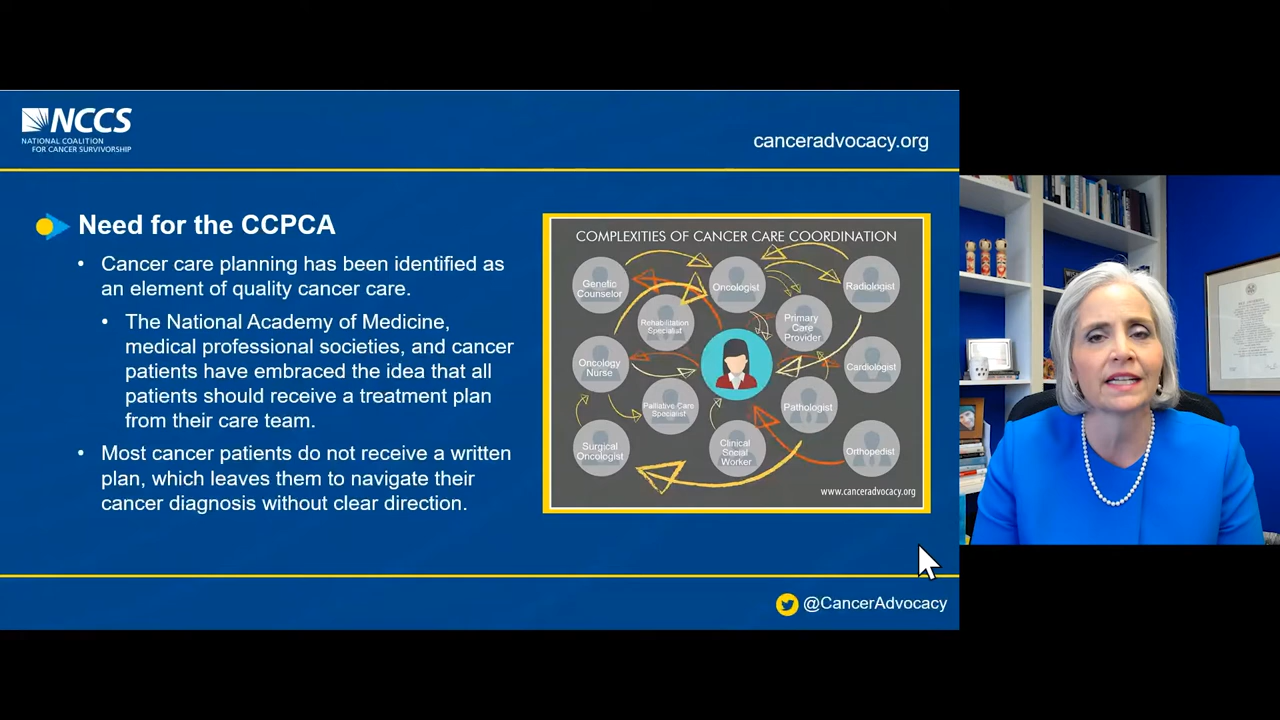 NCCS
NATIONAL COALITION
FOR CANCER SURVIVORSHIP
canceradvocacy.org
Need for the CCPCA
• Cancer care planning has been identified as
an element of quality cancer care.
• The National Academy of Medicine,
medical professional societies, and cancer
patients have embraced the idea that all
patients should receive a treatment plan
from their care team.
• Most cancer patients do not receive a written
plan, which leaves them to navigate their
cancer diagnosis without clear direction.
COMPLEXITIES OF CANCER CARE COORDINATION
Genetic
Counselor
Oncologist
Radiologist
Rehabilitation
Specialist
Primary
Care
Provider
Oncology
Nurse
Cardiologist
Palliative Care
Specialist
Pathologist
Surgical
Oncologist
Clinical
Social
Worker
Orthopedist
www.canceradvocacy.org
@CancerAdvocacy